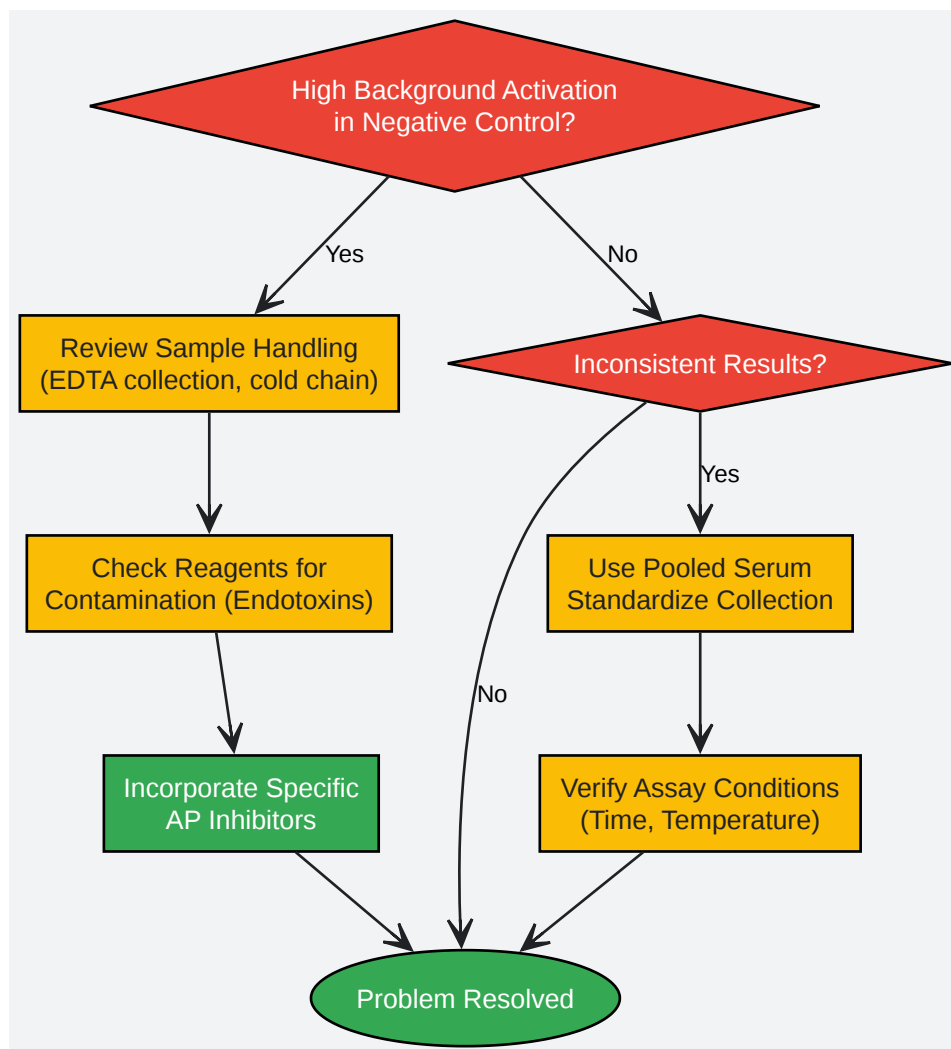 High Background Activation
in Negative Control?
Yes
No
Review Sample Handling
(EDTA collection, cold chain)
Inconsistent Results?
Yes
Check Reagents for
Contamination (Endotoxins)
Use Pooled Serum
Standardize Collection
No
Incorporate Specific
AP Inhibitors
Verify Assay Conditions
(Time, Temperature)
Problem Resolved